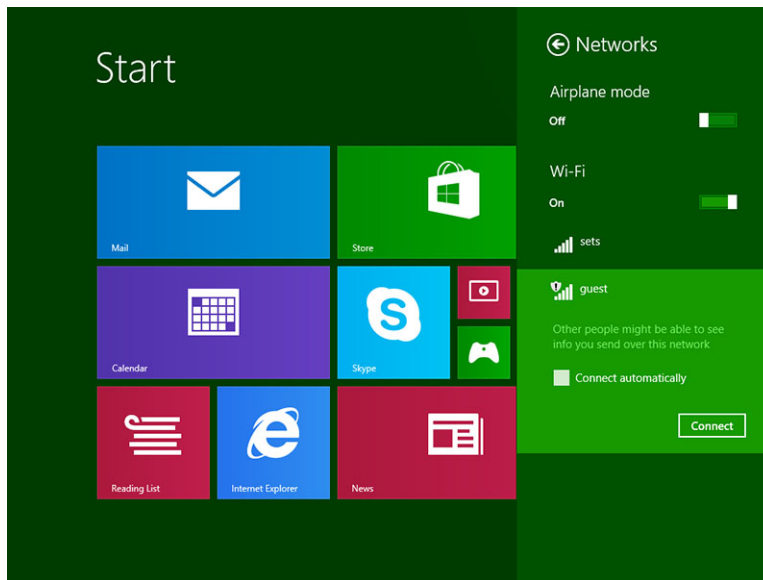 Start
Mail
Store
Calendar
Skype
Reading List
Internet Explorer
News
Networks
Airplane mode
Off
Wi-Fi
On
sets
guest
Other people might be able to see
info you send over this network
Connect automatically
Connect